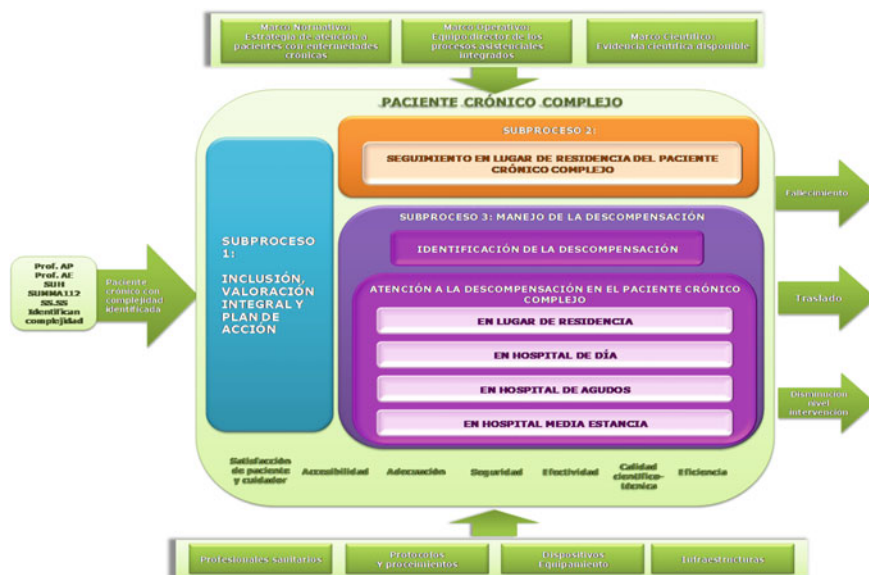 Marco Normativo:
Estrategia de atención a
pacientes con enfermedades
crónicas
Marco Operativo:
Equipo director de los
procesos asistenciales
integrados
Marco Científico:
Evidencia científica disponible
PACIENTE CRÓNICO COMPLEJO
SUBPROCESO 2:
SEGUIMIENTO EN LUGAR DE RESIDENCIA DEL PACIENTE
CRÓNICO COMPLEJO
SUBPROCESO
1:
INCLUSIÓN,
VALORACIÓN
INTEGRAL Y
PLAN DE
ACCIÓN
SUBPROCESO 3: MANEJO DE LA DESCOMPENSACIÓN
IDENTIFICACIÓN DE LA DESCOMPENSACIÓN
ATENCIÓN A LA DESCOMPENSACIÓN EN EL PACIENTE CRÓNICO
COMPLEJO
EN LUGAR DE RESIDENCIA
EN HOSPITAL DE DÍA
EN HOSPITAL DE AGUDOS
EN HOSPITAL MEDIA ESTANCIA
Prof. AP
Prof. AE
SUH
SUMMA112
SS.SS
Identifican
complejidad
Paciente
crónico con
complejidad
identificada
Fallecimiento
Traslado
Disminución
nivel
intervención
Satisfacción
de paciente
y cuidador
Accesibilidad
Adecuación
Seguridad
Efectividad
Calidad
científico-
técnica
Eficiencia
Profesionales sanitarios
Protocolos
Y procemientos
Dispositivos
Equipamiento
Infraestructuras